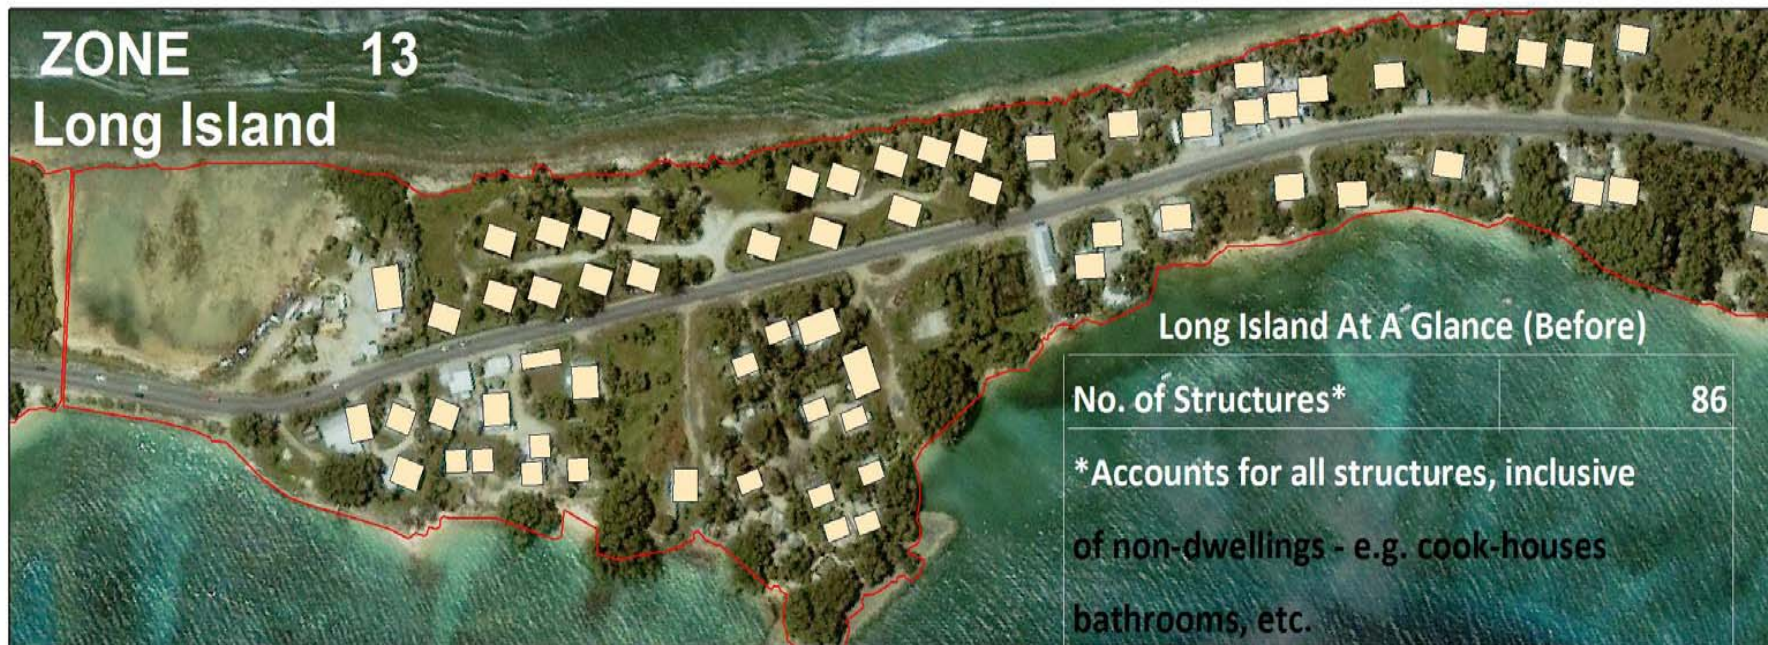 ZONE 13
Long Island
Long Island At A Glance (Before)
No. of Structures* 86
*Accounts for all structures, inclusive
of non-dwellings - e.g. cook-houses
bathrooms, etc.